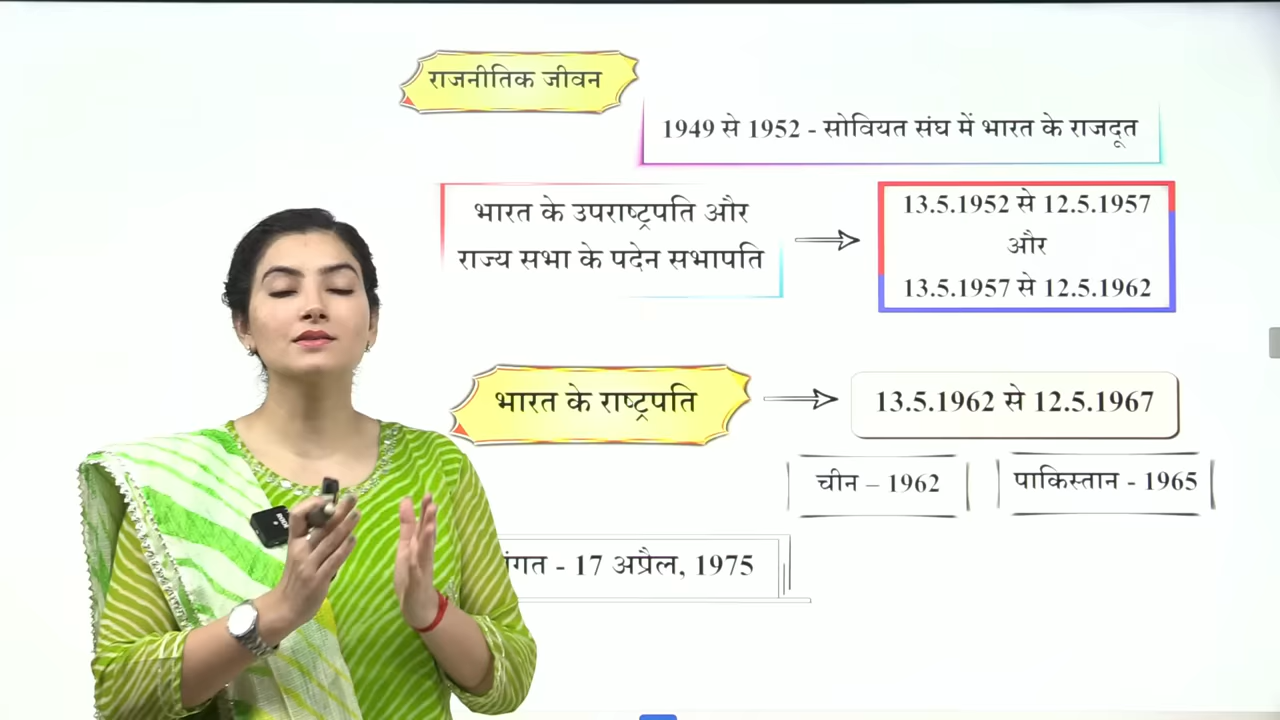 राजनीतिक जीवन
1949 से 1952 - सोवियत संघ में भारत के राजदूत
भारत के उपराष्ट्रपति और
राज्य सभा के पदेन सभापति
13.5.1952 से 12.5.1957
और
13.5.1957 से 12.5.1962
भारत के राष्ट्रपति
13.5.1962 से 12.5.1967
चीन – 1962
पाकिस्तान - 1965
- 17 अप्रैल, 1975